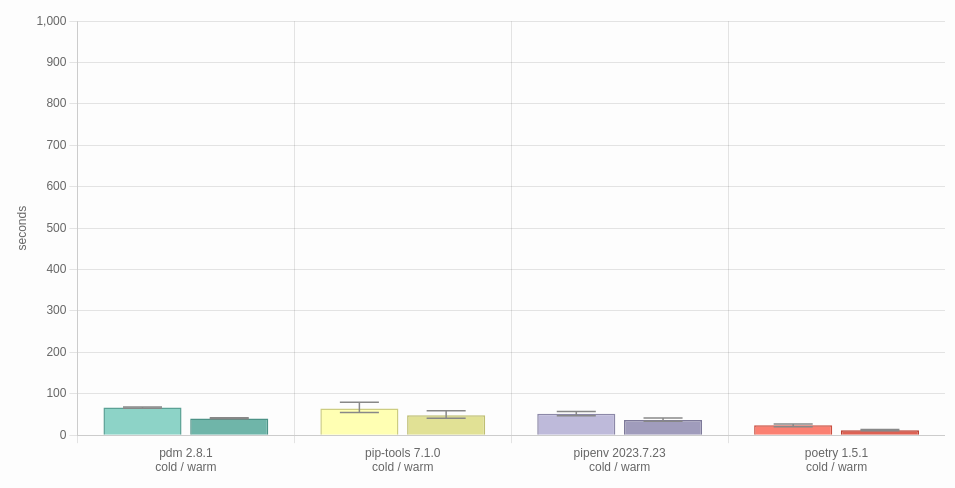 1,000
900
800
700
600
500
400
300
200
100
0
seconds
pdm 2.8.1
cold / warm
pip-tools 7.1.0
cold / warm
pipenv 2023.7.23
cold / warm
poetry 1.5.1
cold / warm